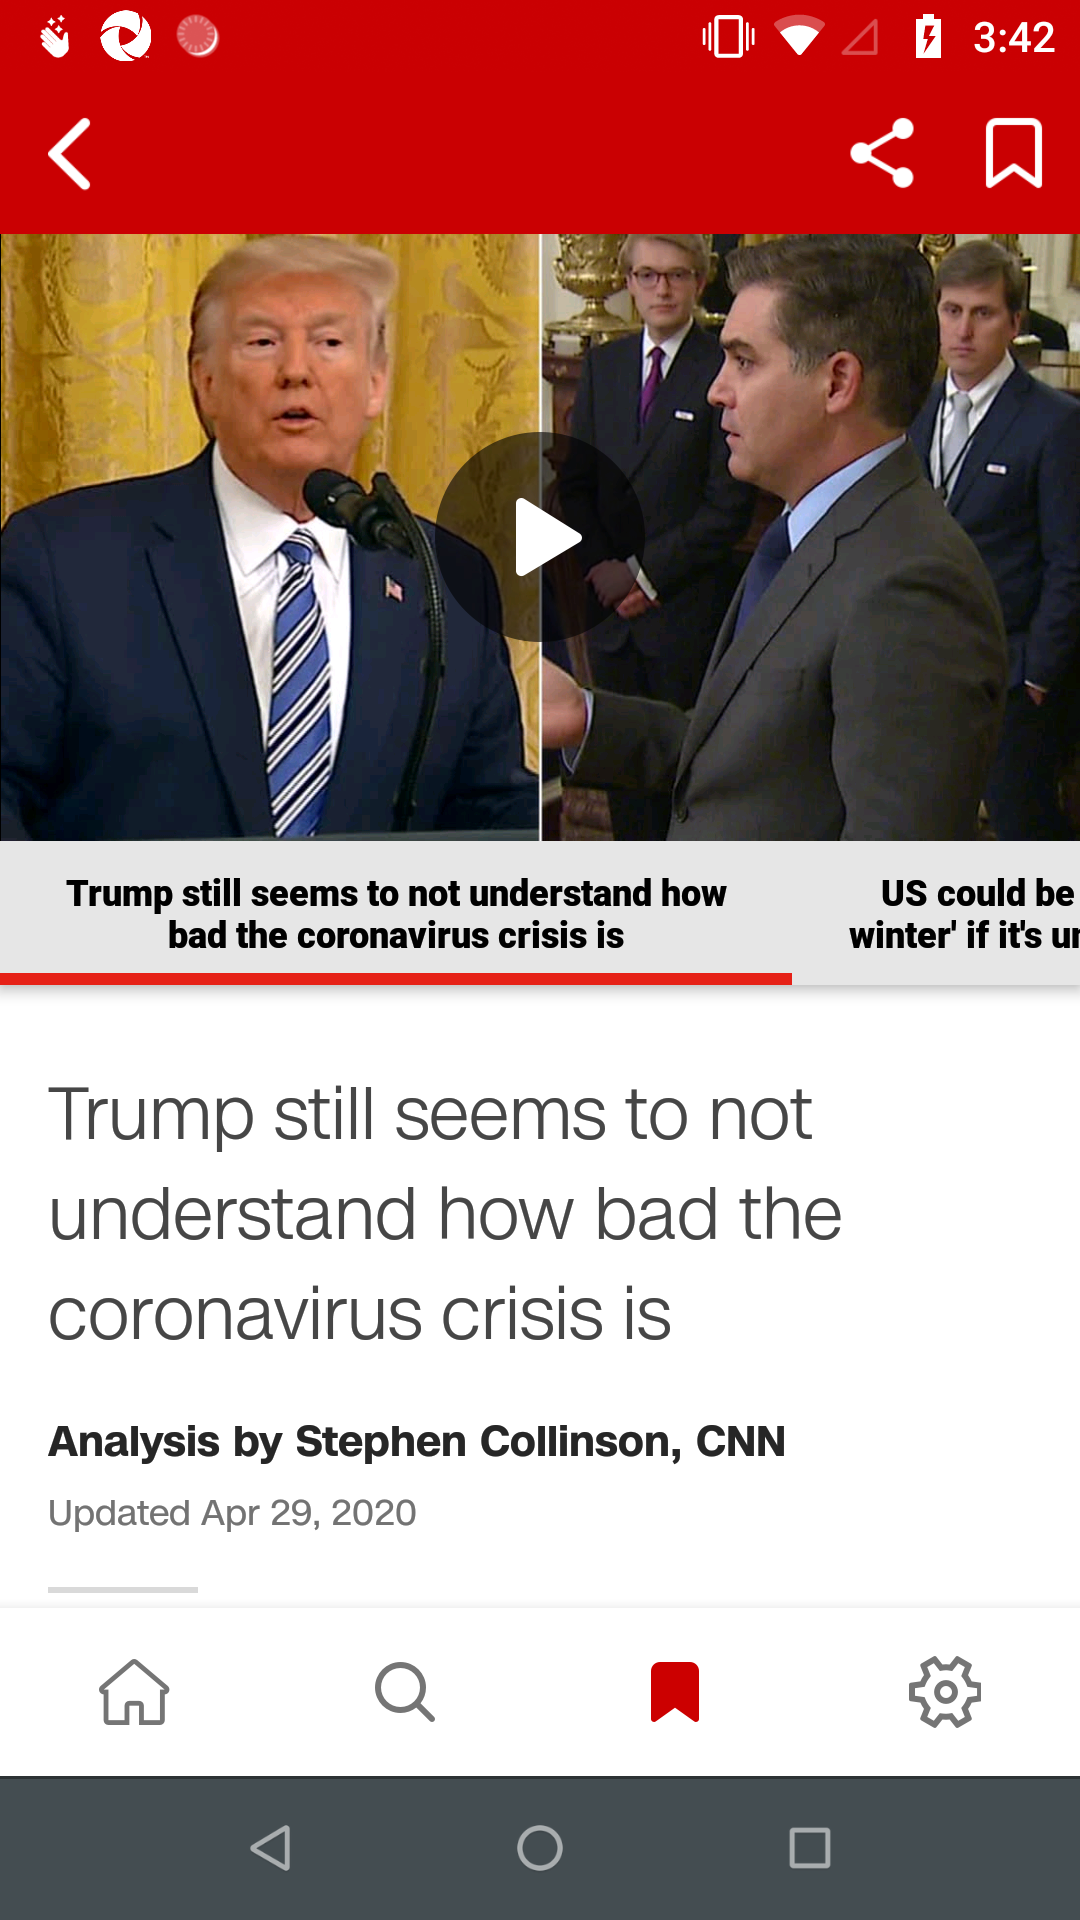 3:42
Trump still seems to not understand how
bad the coronavirus crisis is
US could be
winter' if it's
Trump still seems to not
understand how bad the
coronavirus crisis is
Analysis by Stephen Collinson, CNN
Updated Apr 29, 2020